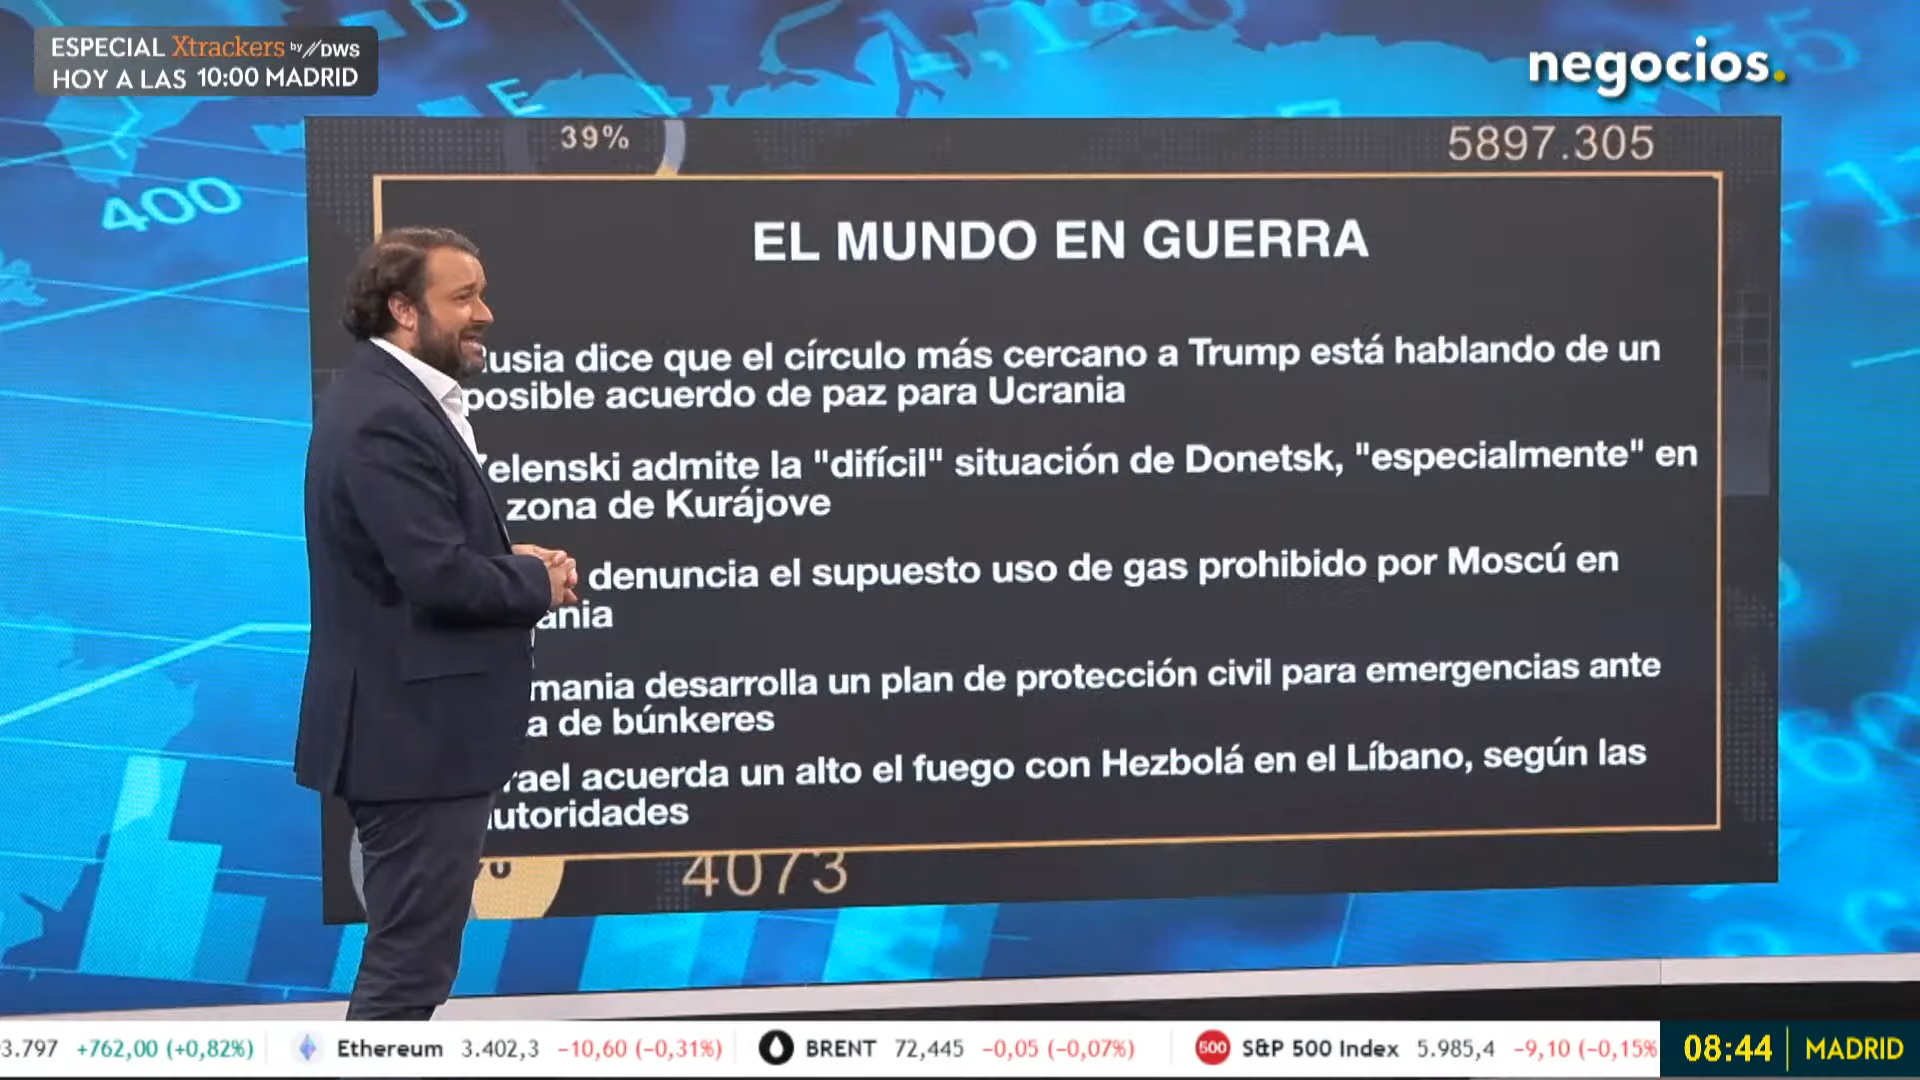 ESPECIAL Xtrackers by DWS
HOY A LAS 10:00 MADRID
negocios.
400
39%
5897.305
EL MUNDO EN GUERRA
dice que el círculo más cercano a Trump está hablando de un
posible acuerdo de paz para Ucrania
admite la "difícil" situación de Donetsk, "especialmente" en
zona de Kurájove
denuncia el supuesto uso de gas prohibido por Moscú en
desarrolla un plan de protección civil para emergencias ante
de búnkeres
acuerda un alto el fuego con Hezbolá en el Líbano, según las
4073
3.797 +762,00 (+0,82%) Ethereum 3.402,3 -10,60 (-0,31%) BRENT 72,445 -0,05 (-0,07%) 500 S&P 500 Index 5.985,4 -9,10 (-0,15%
08:44 MADRID